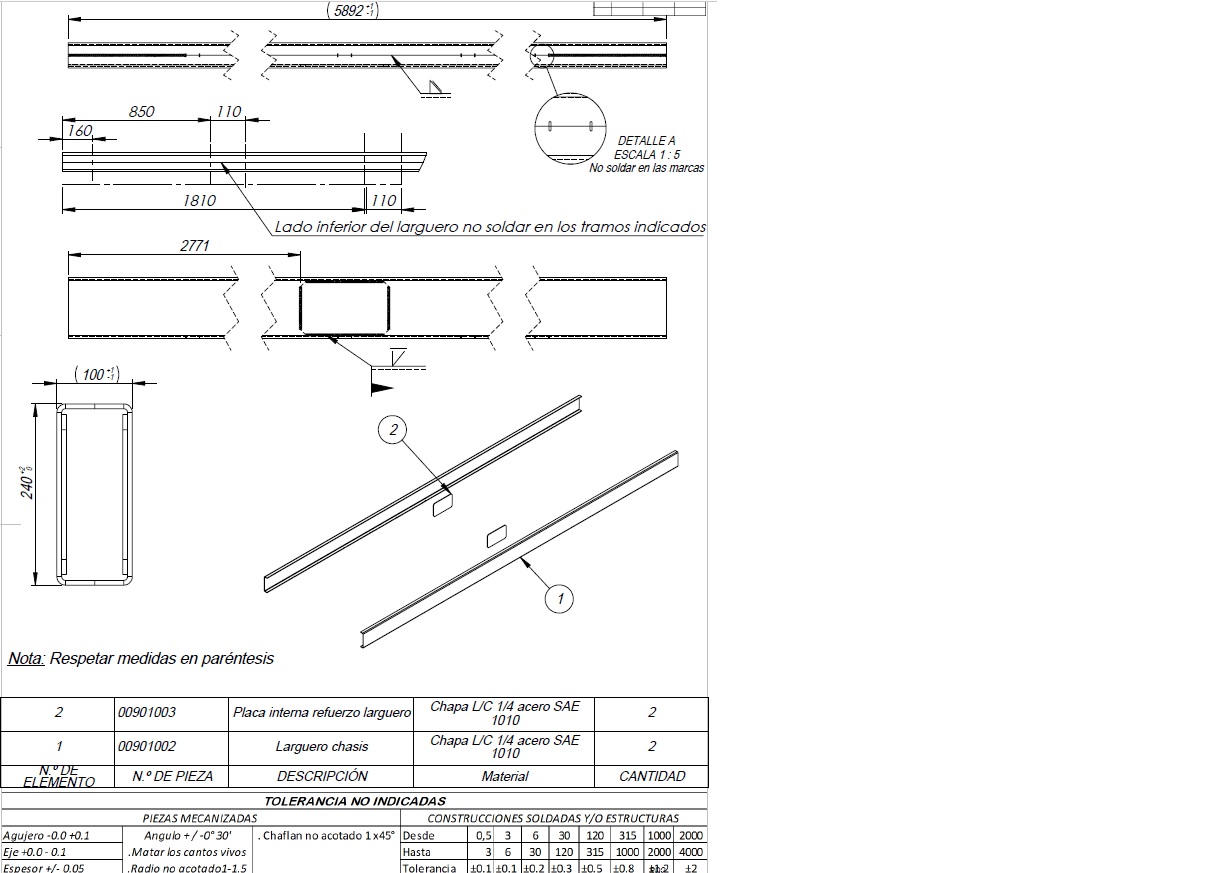 (5892 +1 -1)
850
110
160
DETALLE A
ESCALA 1 : 5
No soldar en las marcas
1810
110
Lado inferior del larguero no soldar en los tramos indicados
2771
(100 +1 -1)
2
240 +2 0
1
Nota: Respetar medidas en paréntesis
2 00901003 Placa interna refuerzo larguero Chapa L/C 1/4 acero SAE 1010 2
1 00901002 Larguero chasis Chapa L/C 1/4 acero SAE 1010 2
N.º DE ELEMENTO N.º DE PIEZA DESCRIPCIÓN Material CANTIDAD
TOLERANCIA NO INDICADAS
PIEZAS MECANIZADAS CONSTRUCCIONES SOLDADAS Y/O ESTRUCTURAS
Agujero -0.0 +0.1 Angulo + / -0° 30' . Chaflan no acotado 1 x45° Desde 0,5 3 6 30 120 315 1000 2000
Eje +0.0 - 0.1 .Matar los cantos vivos Hasta 3 6 30 120 315 1000 2000 4000
Espesor +/- 0.05 .Radio no acotado1-1.5 Tolerancia ±0.1 ±0.1 ±0.2 ±0.3 ±0.5 ±0.8 ±1.2 ±2